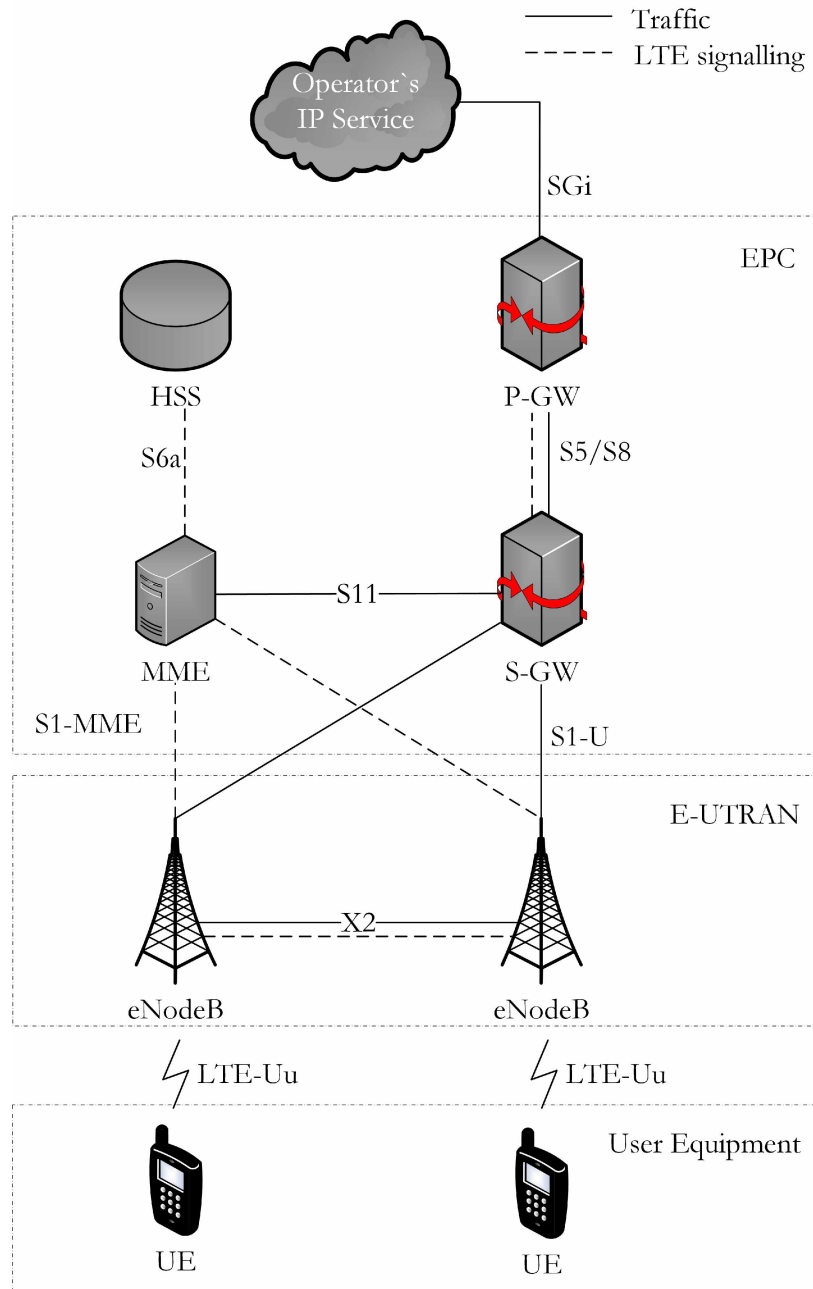 Traffic
LTE signalling
Operator`s
IP Service
SGi
EPC
HSS
P-GW
S6a
S5/S8
S11
MME
S-GW
S1-MME
S1-U
E-UTRAN
X2
eNodeB
eNodeB
LTE-Uu
LTE-Uu
User Equipment
UE
UE